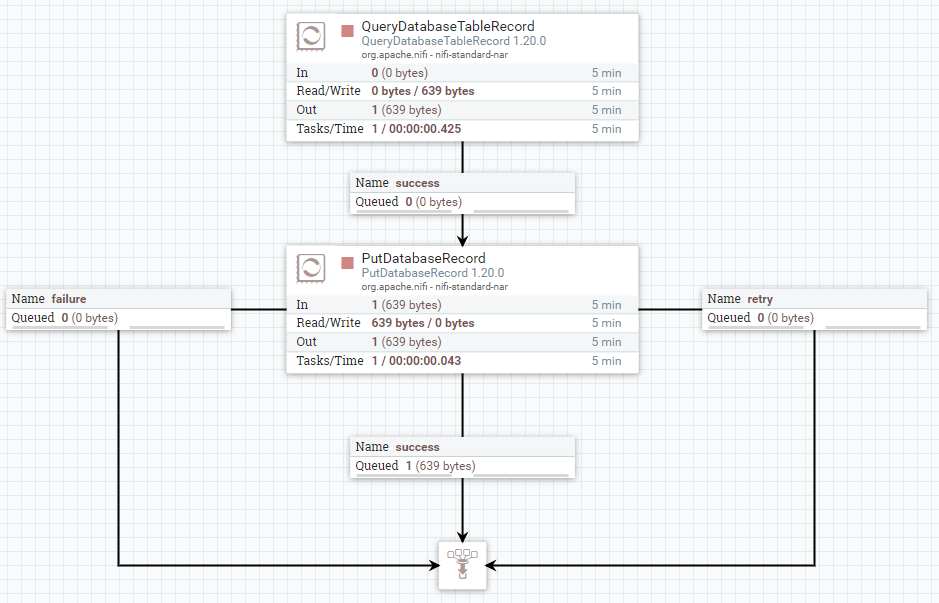 QueryDatabaseTableRecord
QueryDatabaseTableRecord 1.20.0
org.apache.nifi - nifi-standard-nar
In 0 (0 bytes) 5 min
Read/Write 0 bytes / 639 bytes 5 min
Out 1 (639 bytes) 5 min
Tasks/Time 1 / 00:00:00.425 5 min
Name success
Queued 0 (0 bytes)
PutDatabaseRecord
PutDatabaseRecord 1.20.0
org.apache.nifi - nifi-standard-nar
In 1 (639 bytes) 5 min
Read/Write 639 bytes / 0 bytes 5 min
Out 1 (639 bytes) 5 min
Tasks/Time 1 / 00:00:00.043 5 min
Name failure
Queued 0 (0 bytes)
Name retry
Queued 0 (0 bytes)
Name success
Queued 1 (639 bytes)